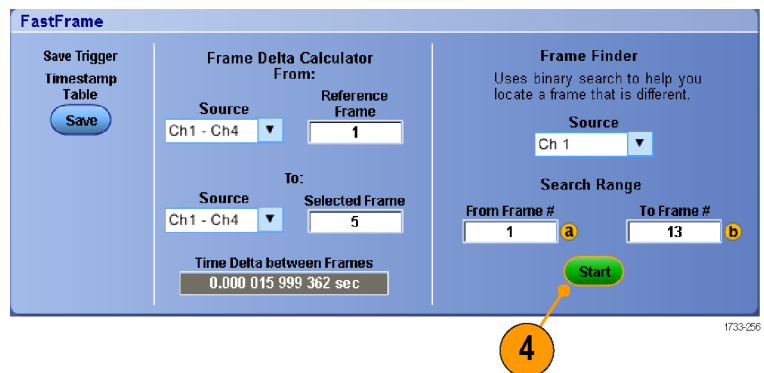 FastFrame
Save Trigger
Timestamp
Table
Save
Frame Delta Calculator
From:
Source
Reference
Frame
Ch1 - Ch4
1
To:
Source
Selected Frame
Ch1 - Ch4
5
Time Delta between Frames
0.000 015 999 362 sec
Frame Finder
Uses binary search to help you
locate a frame that is different.
Source
Ch 1
Search Range
From Frame #
To Frame #
1
a
13
b
Start
4
1733-256